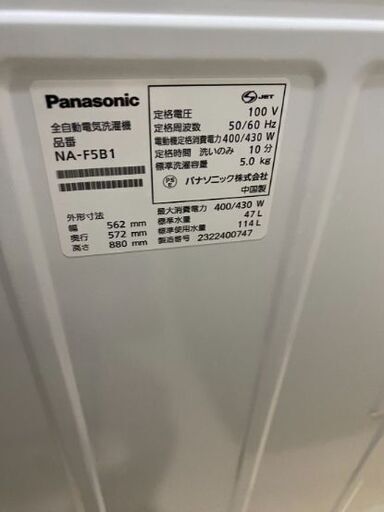 Panasonic
全自動電気洗濯機
品番
NA-F5B1
外形寸法
幅 562 mm
奥行 572 mm
高さ 880 mm
JET
定格電圧 100 V
定格周波数 50/60 Hz
電動機定格消費電力 400/430 W
定格時間 洗いのみ 10 分
標準洗濯容量 5.0 kg
PS
E
パナソニック株式会社
中国製
最大消費電力 400/430 W
標準水量 47 L
標準使用水量 114 L
製造番号 2322400747